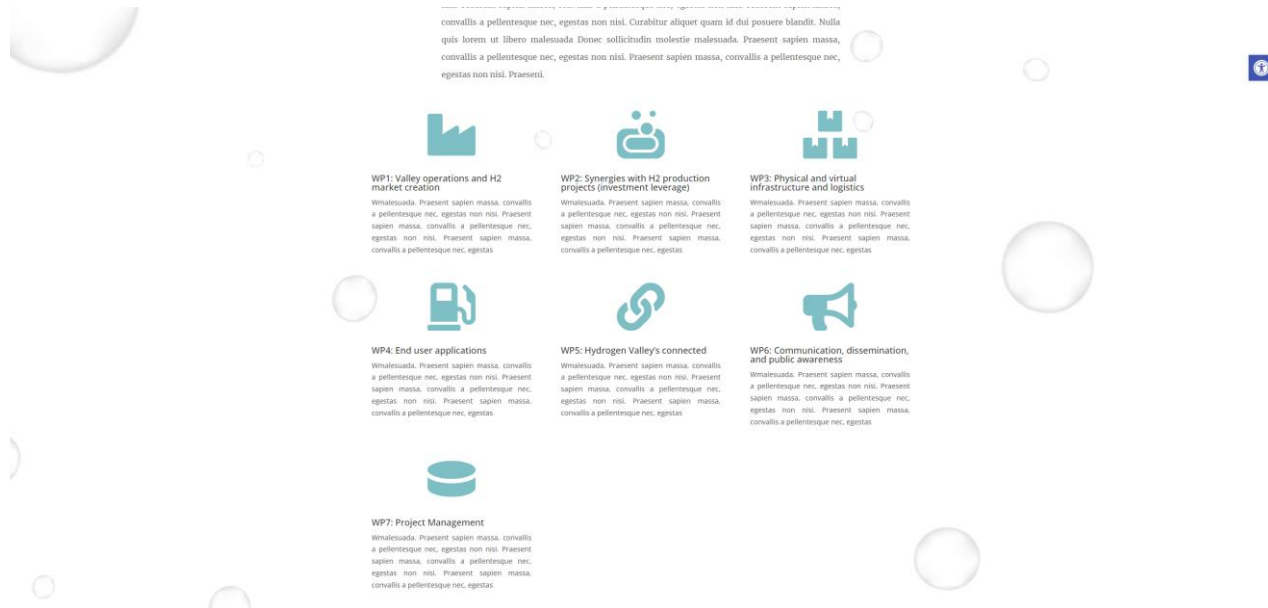 convallis a pellentesque nec, egestas non nisi. Curabitur aliquet quam id dui posuere blandit. Nulla
quis lorem ut libero malesuada Donec sollicitudin molestie malesuada. Praesent sapien massa,
convallis a pellentesque nec, egestas non nisi. Praesent sapien massa, convallis a pellentesque nec,
egestas non nisi. Praeseni.
WP1: Valley operations and H2
market creation
Wmalesuada. Praesent sapien massa, convallis
a pellentesque nec, egestas non nisi. Praesent
sapien massa, convallis a pellentesque nec,
egestas non nisi. Praesent sapien massa,
convallis a pellentesque nec, egestas
WP2: Synergies with H2 production
projects (investment leverage)
Wmalesuada. Praesent sapien massa, convallis
a pellentesque nec, egestas non nisi. Praesent
sapien massa, convallis a pellentesque nec,
egestas non nisi. Praesent sapien massa,
convallis a pellentesque nec, egestas
WP3: Physical and virtual
infrastructure and logistics
Wmalesuada. Praesent sapien massa, convallis
a pellentesque nec, egestas non nisi. Praesent
sapien massa, convallis a pellentesque nec,
egestas non nisi. Praesent sapien massa,
convallis a pellentesque nec, egestas
WP4: End user applications
Wmalesuada. Praesent sapien massa, convallis
a pellentesque nec, egestas non nisi. Praesent
sapien massa, convallis a pellentesque nec,
egestas non nisi. Praesent sapien massa,
convallis a pellentesque nec, egestas
WP5: Hydrogen Valley's connected
Wmalesuada. Praesent sapien massa, convallis
a pellentesque nec, egestas non nisi. Praesent
sapien massa, convallis a pellentesque nec,
egestas non nisi. Praesent sapien massa,
convallis a pellentesque nec, egestas
WP6: Communication, dissemination,
and public awareness
Wmalesuada. Praesent sapien massa, convallis
a pellentesque nec, egestas non nisi. Praesent
sapien massa, convallis a pellentesque nec,
egestas non nisi. Praesent sapien massa,
convallis a pellentesque nec, egestas
WP7: Project Management
Wmalesuada. Praesent sapien massa, convallis
a pellentesque nec, egestas non nisi. Praesent
sapien massa, convallis a pellentesque nec,
egestas non nisi. Praesent sapien massa,
convallis a pellentesque nec, egestas